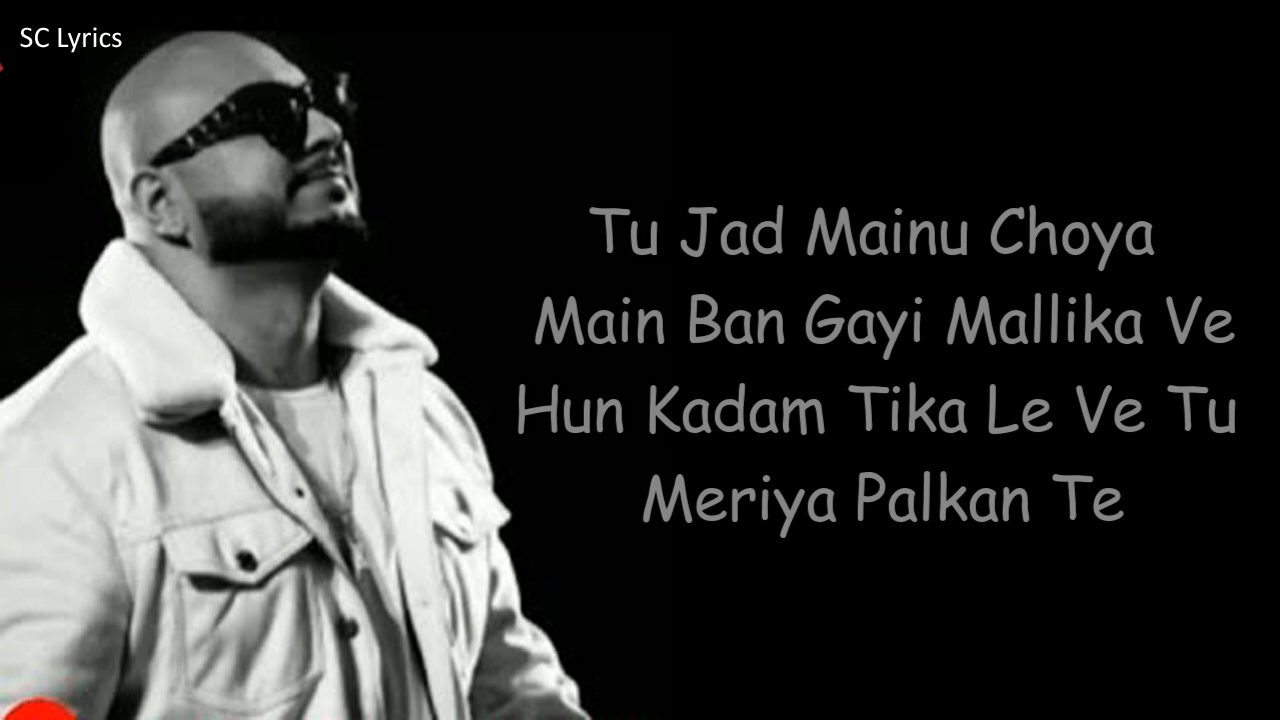 SC Lyrics
Tu Jad Mainu Choya
Main Ban Gayi Mallika Ve
Hun Kadam Tika Le Ve Tu
Meriya Palkan Te